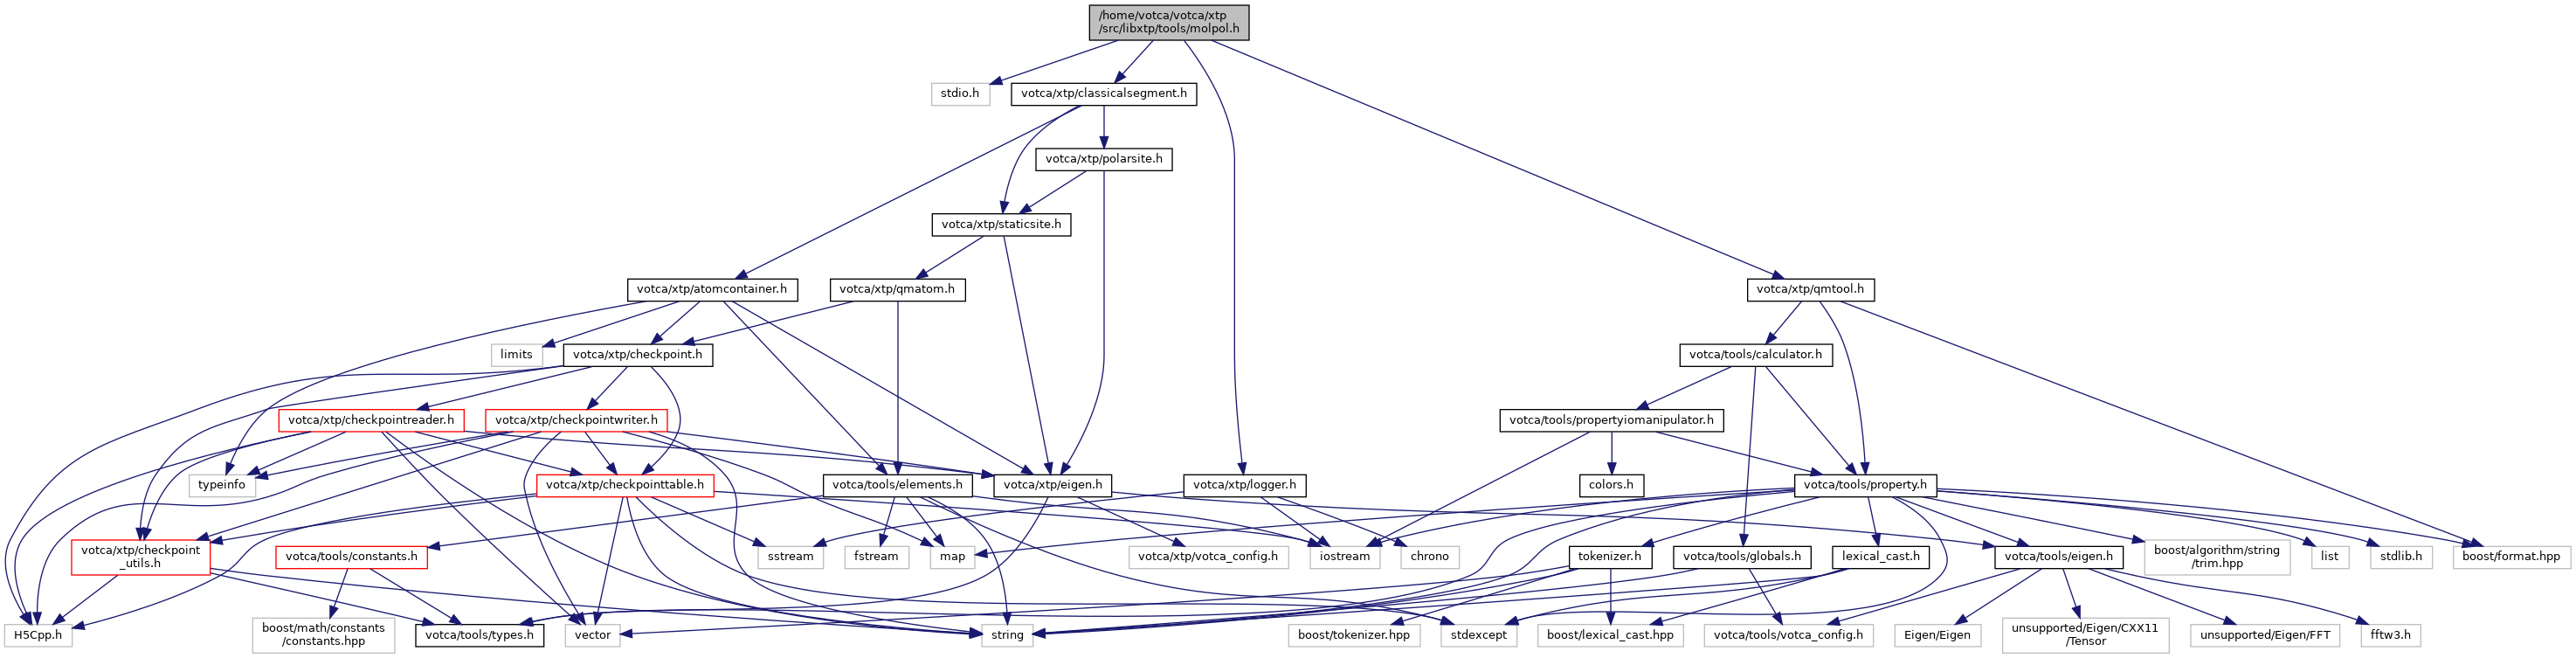 /home/votca/votca/xtp
/src/libxtp/tools/molpol.h
stdio.h
votca/xtp/classicalsegment.h
votca/xtp/polarsite.h
votca/xtp/staticsite.h
votca/xtp/atomcontainer.h
votca/xtp/qmatom.h
votca/xtp/qmtool.h
limits
votca/xtp/checkpoint.h
votca/tools/calculator.h
votca/xtp/checkpointreader.h
votca/xtp/checkpointwriter.h
votca/tools/propertyiomanipulator.h
typeinfo
votca/xtp/checkpointtable.h
votca/tools/elements.h
votca/xtp/eigen.h
votca/xtp/logger.h
colors.h
votca/tools/property.h
votca/xtp/checkpoint
_utils.h
votca/tools/constants.h
sstream
fstream
map
votca/xtp/votca_config.h
iostream
chrono
tokenizer.h
votca/tools/globals.h
lexical_cast.h
votca/tools/eigen.h
boost/algorithm/string
/trim.hpp
list
stdlib.h
boost/format.hpp
H5Cpp.h
boost/math/constants
/constants.hpp
votca/tools/types.h
vector
string
boost/tokenizer.hpp
stdexcept
boost/lexical_cast.hpp
votca/tools/votca_config.h
Eigen/Eigen
unsupported/Eigen/CXX11
/Tensor
unsupported/Eigen/FFT
fftw3.h